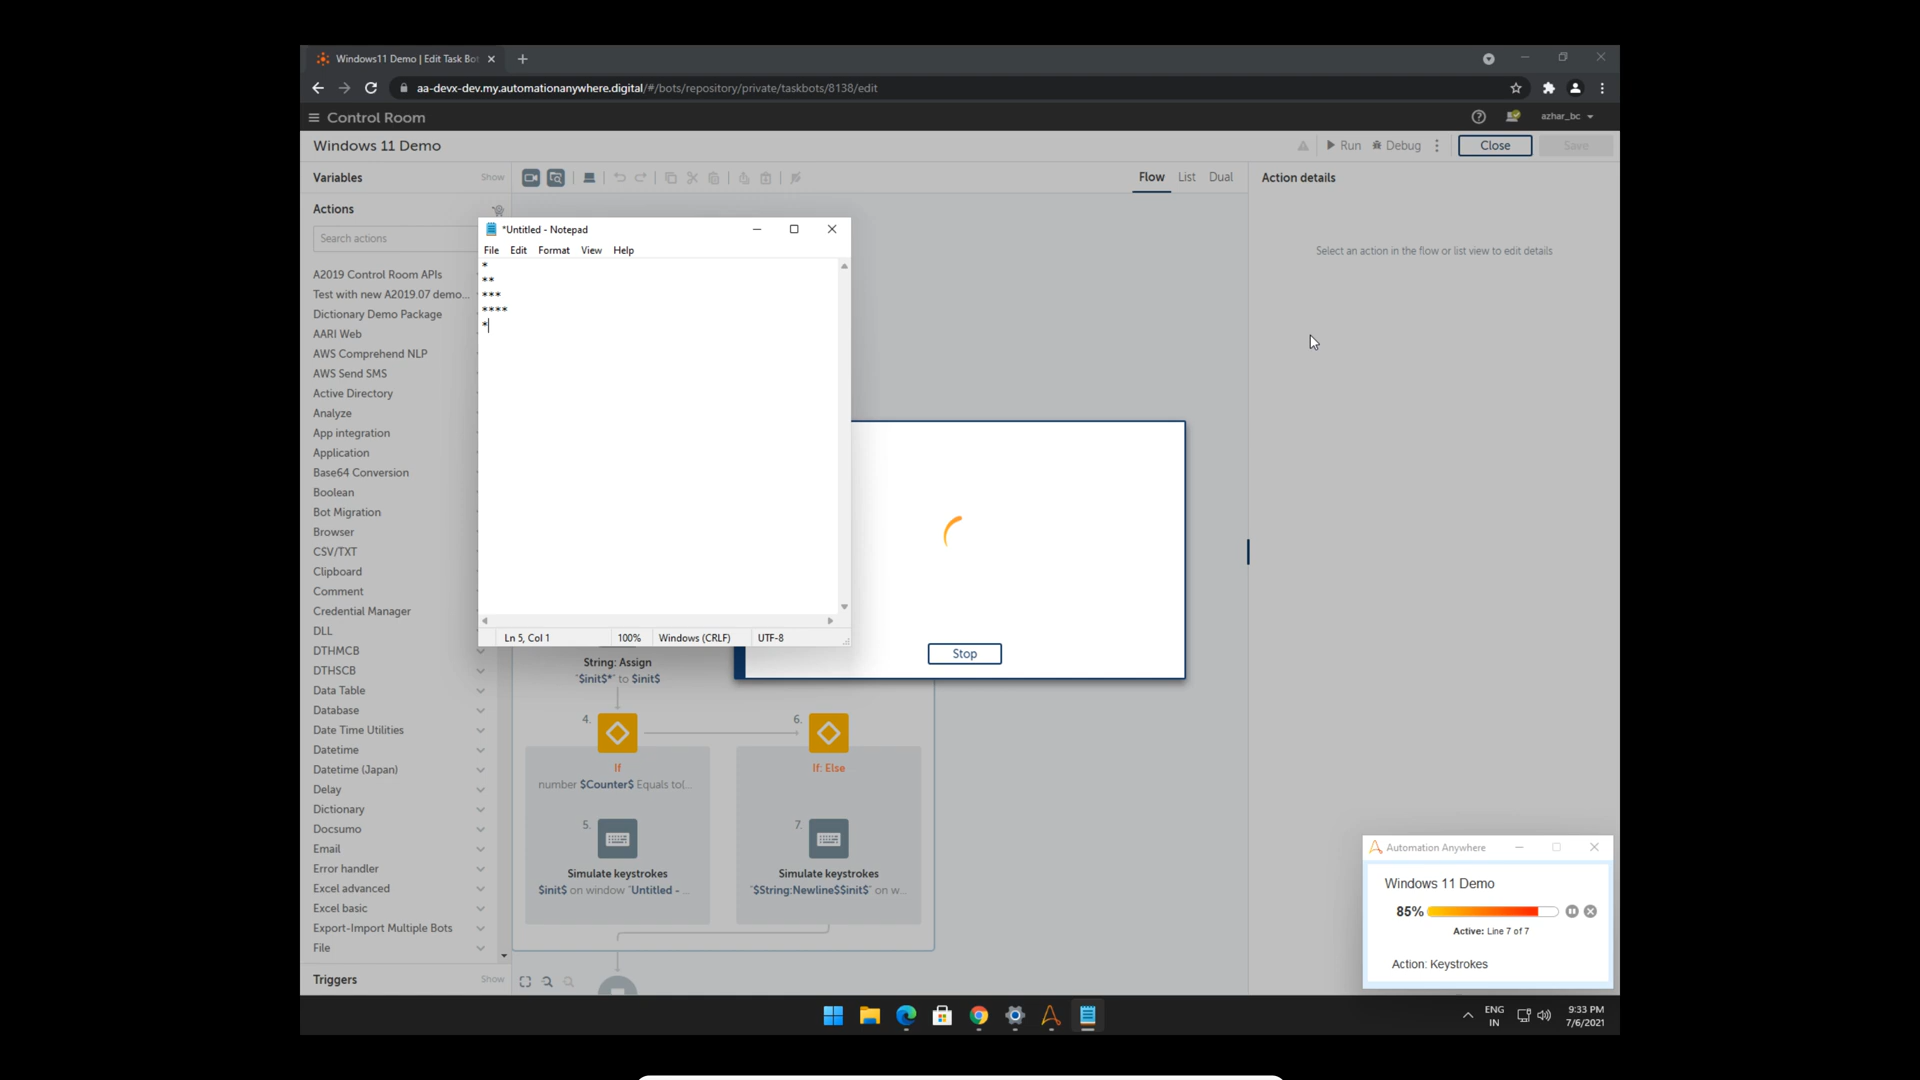 Windows11 Demo | Edit Task Bot
aa-devx-dev.my.automationanywhere.digital/#/bots/repository/private/taskbots/8138/edit
Control Room
azhar_bc
Windows 11 Demo
Run
Debug
Close
Save
Variables
Show
Flow
List
Dual
Action details
Actions
Search actions
Select an action in the flow or list view to edit details
A2019 Control Room APIs
Test with new A2019.07 demo...
Dictionary Demo Package
AARI Web
AWS Comprehend NLP
AWS Send SMS
Active Directory
Analyze
App integration
Application
Base64 Conversion
Boolean
Bot Migration
Browser
CSV/TXT
Clipboard
Comment
Credential Manager
DLL
DTHMCB
DTHSCB
Data Table
Database
Date Time Utilities
Datetime
Datetime (Japan)
Delay
Dictionary
Docsumo
Email
Error handler
Excel advanced
Excel basic
Export-Import Multiple Bots
File
Triggers
Show
*Untitled - Notepad
File Edit Format View Help
*
**
***
****
*
Ln 5, Col 1
100%
Windows (CRLF)
UTF-8
Stop
String: Assign
"$init$*" to $init$
4.
6.
If
If: Else
number $Counter$ Equals to(...
5.
7.
Simulate keystrokes
$init$ on window "Untitled - ...
Simulate keystrokes
"$String:Newline$$init$" on w...
Automation Anywhere
Windows 11 Demo
85%
Active: Line 7 of 7
Action: Keystrokes
ENG
IN
9:33 PM
7/6/2021